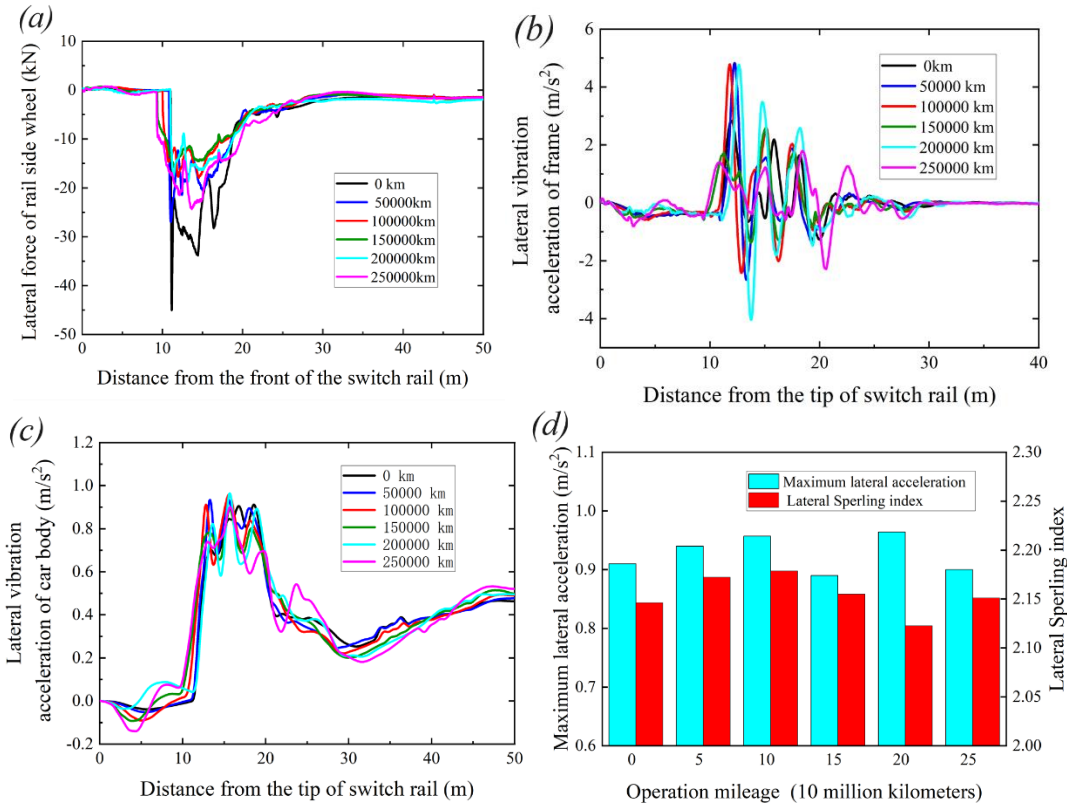 (a)
Lateral force of rail side wheel (kN)
10
0
-10
-20
-30
-40
-50
0 km
50000km
100000km
150000km
200000km
250000km
0
10
20
30
40
50
Distance from the front of the switch rail (m)
(b)
Lateral vibration
acceleration of frame (m/s²)
6
4
2
0
-2
-4
0km
50000 km
100000 km
150000 km
200000 km
250000 km
0
10
20
30
40
Distance from the tip of switch rail (m)
(c)
Lateral vibration
acceleration of car body (m/s²)
1.2
1.0
0.8
0.6
0.4
0.2
0.0
-0.2
0 km
50000 km
100000 km
150000 km
200000 km
250000 km
0
10
20
30
40
50
Distance from the tip of switch rail (m)
(d)
Maximum lateral acceleration (m/s²)
1.1
1.0
0.9
0.8
0.7
0.6
Maximum lateral acceleration
Lateral Sperling index
2.30
2.25
2.20
2.15
2.10
2.05
2.00
Lateral Sperling index
0
5
10
15
20
25
Operation mileage (10 million kilometers)